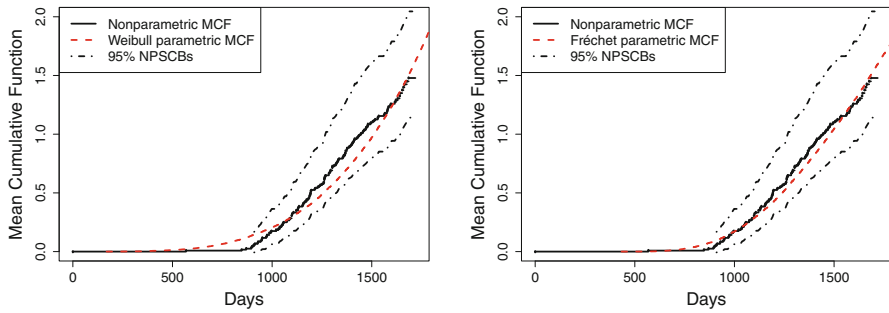 Nonparametric MCF
Weibull parametric MCF
95% NPSCBs
Mean Cumulative Function
2.0
1.5
1.0
0.5
0.0
0
500
1000
1500
Days
Nonparametric MCF
Fréchet parametric MCF
95% NPSCBs
Mean Cumulative Function
2.0
1.5
1.0
0.5
0.0
0
500
1000
1500
Days